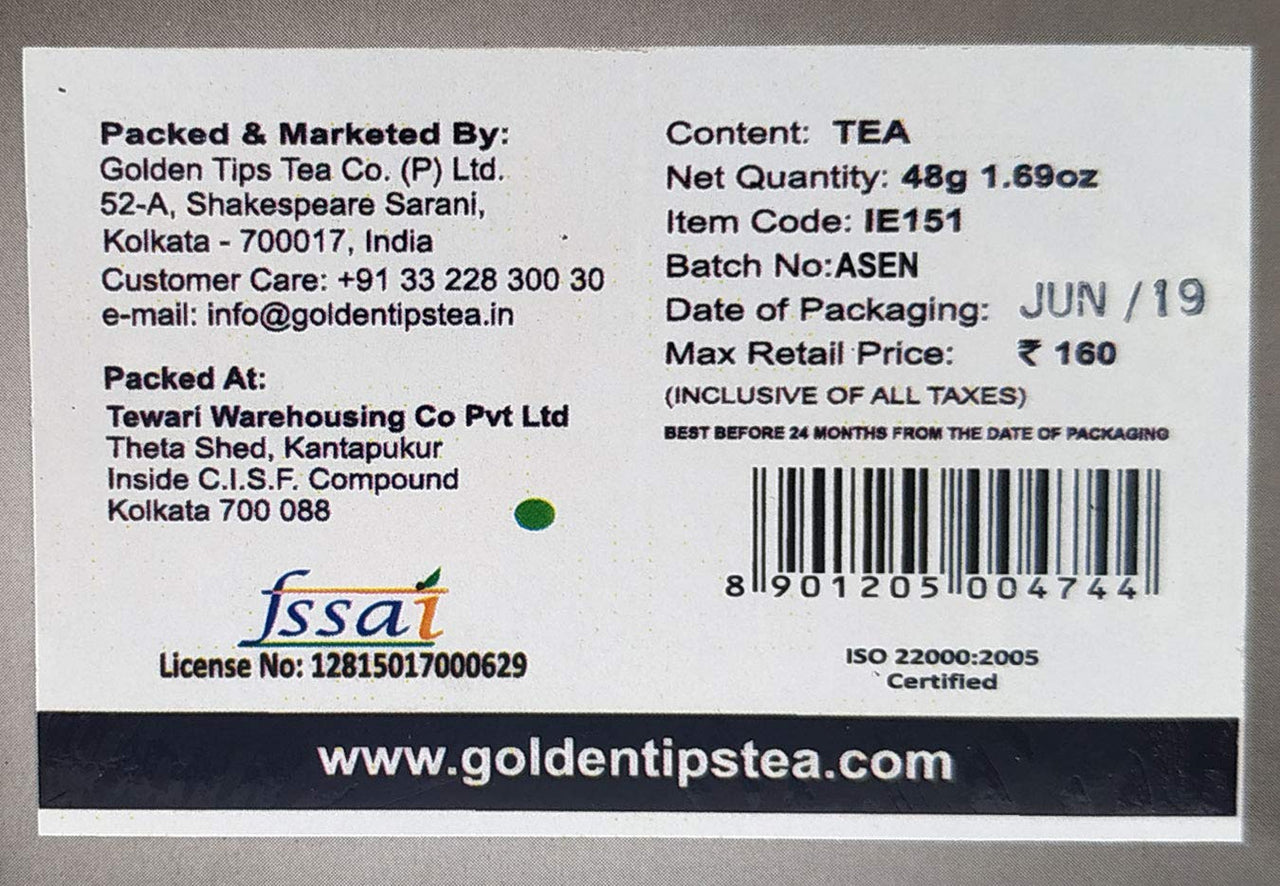 Packed & Marketed By:
Golden Tips Tea Co. (P) Ltd.
52-A, Shakespeare Sarani,
Kolkata - 700017, India
Customer Care: +91 33 228 300 30
e-mail: info@goldentipstea.in
Packed At:
Tewari Warehousing Co Pvt Ltd
Theta Shed, Kantapukur
Inside C.I.S.F. Compound
Kolkata 700 088
fssai
License No: 12815017000629
Content: TEA
Net Quantity: 48g 1.69oz
Item Code: IE151
Batch No:ASEN
Date of Packaging: JUN /19
Max Retail Price: ₹ 160
(INCLUSIVE OF ALL TAXES)
BEST BEFORE 24 MONTHS FROM THE DATE OF PACKAGING
8 901205 004744
ISO 22000:2005
Certified
www.goldentipstea.com